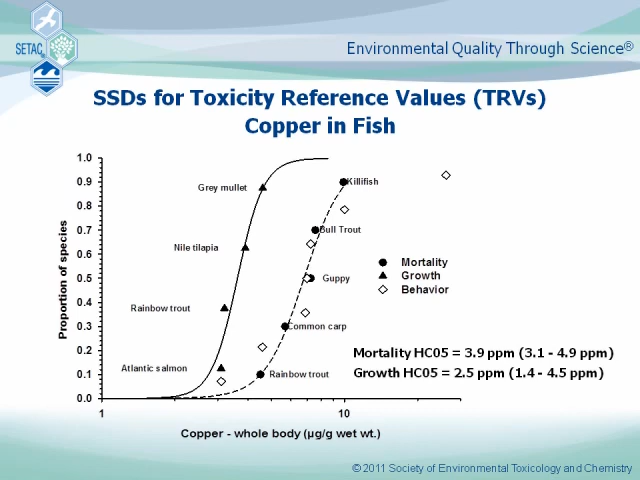 SETAC
Environmental Quality Through Science®
SSDs for Toxicity Reference Values (TRVs)
Copper in Fish
1.0
0.9
0.8
0.7
0.6
0.5
0.4
0.3
0.2
0.1
0.0
Proportion of species
Grey mullet
Killifish
Bull Trout
Nile tilapia
Mortality
Guppy
Growth
Behavior
Rainbow trout
Common carp
Mortality HC05 = 3.9 ppm (3.1 - 4.9 ppm)
Atlantic salmon
Rainbow trout
Growth HC05 = 2.5 ppm (1.4 - 4.5 ppm)
1
10
Copper - whole body (µg/g wet wt.)
© 2011 Society of Environmental Toxicology and Chemistry